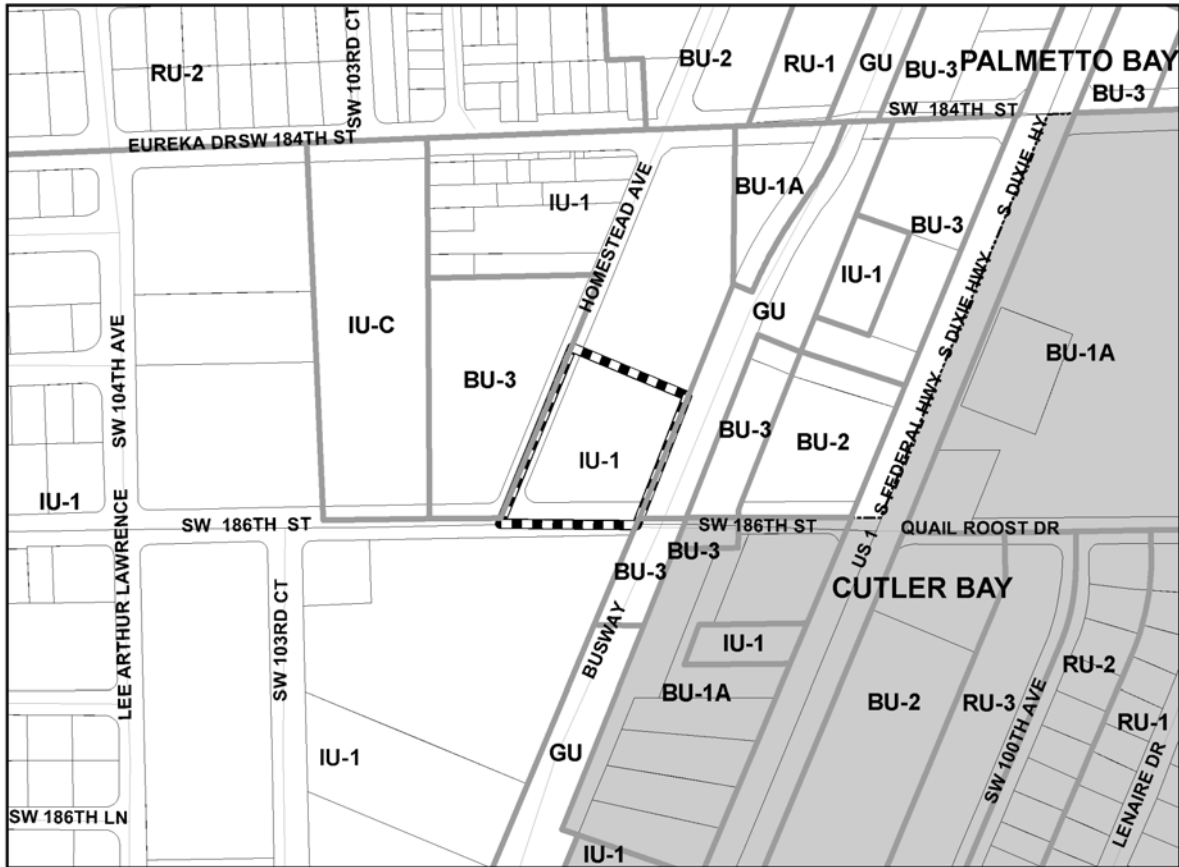 RU-2
SW 103RD CT
BU-2
RU-1
GU
BU-3
PALMETTO BAY
BU-3
SW 184TH ST
EUREKA DRSW 184TH ST
S DIXIE HY
BU-1A
IU-1
HOMESTEAD AVE
BU-3
S DIXIE HWY
IU-1
GU
IU-C
BU-3
BU-1A
SW 104TH AVE
S FEDERAL HWY
BU-3
BU-2
IU-1
IU-1
SW 186TH ST
SW 186TH ST
QUAIL ROOST DR
US 1
BU-3
BU-3
CUTLER BAY
LEE ARTHUR LAWRENCE
SW 103RD CT
BUSWAY
IU-1
RU-2
BU-1A
BU-2
RU-3
SW 100TH AVE
RU-1
IU-1
GU
LENAIRE DR
SW 186TH LN
IU-1